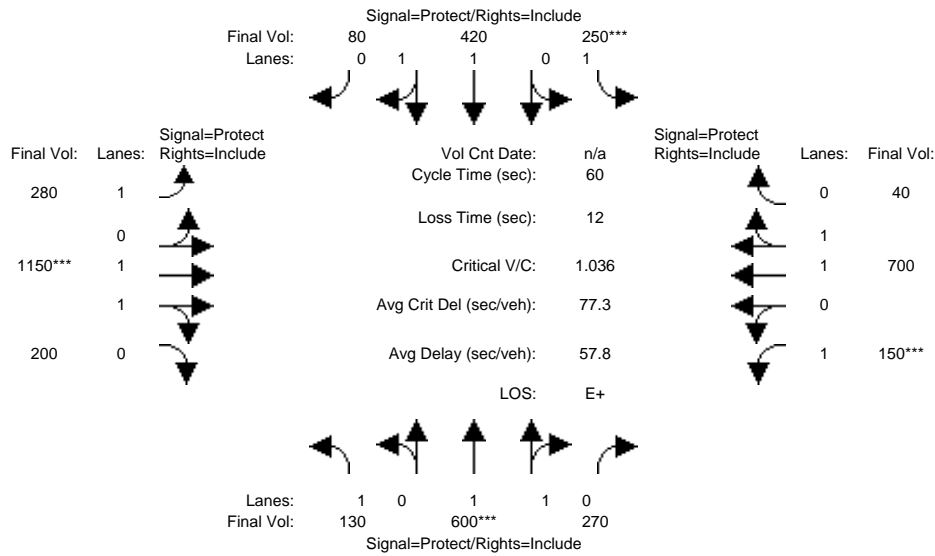 Signal=Protect/Rights=Include
Final Vol: 80 420 250***
Lanes: 0 1 1 0 1
Signal=Protect Signal=Protect
Final Vol: Lanes: Rights=Include Vol Cnt Date: n/a Rights=Include Lanes: Final Vol:
Cycle Time (sec): 60
280 1 0 40
Loss Time (sec): 12
0 1
1150*** 1 Critical V/C: 1.036 1 700
1 Avg Crit Del (sec/veh): 77.3 0
200 0 Avg Delay (sec/veh): 57.8 1 150***
LOS: E+
Lanes: 1 0 1 1 0
Final Vol: 130 600*** 270
Signal=Protect/Rights=Include